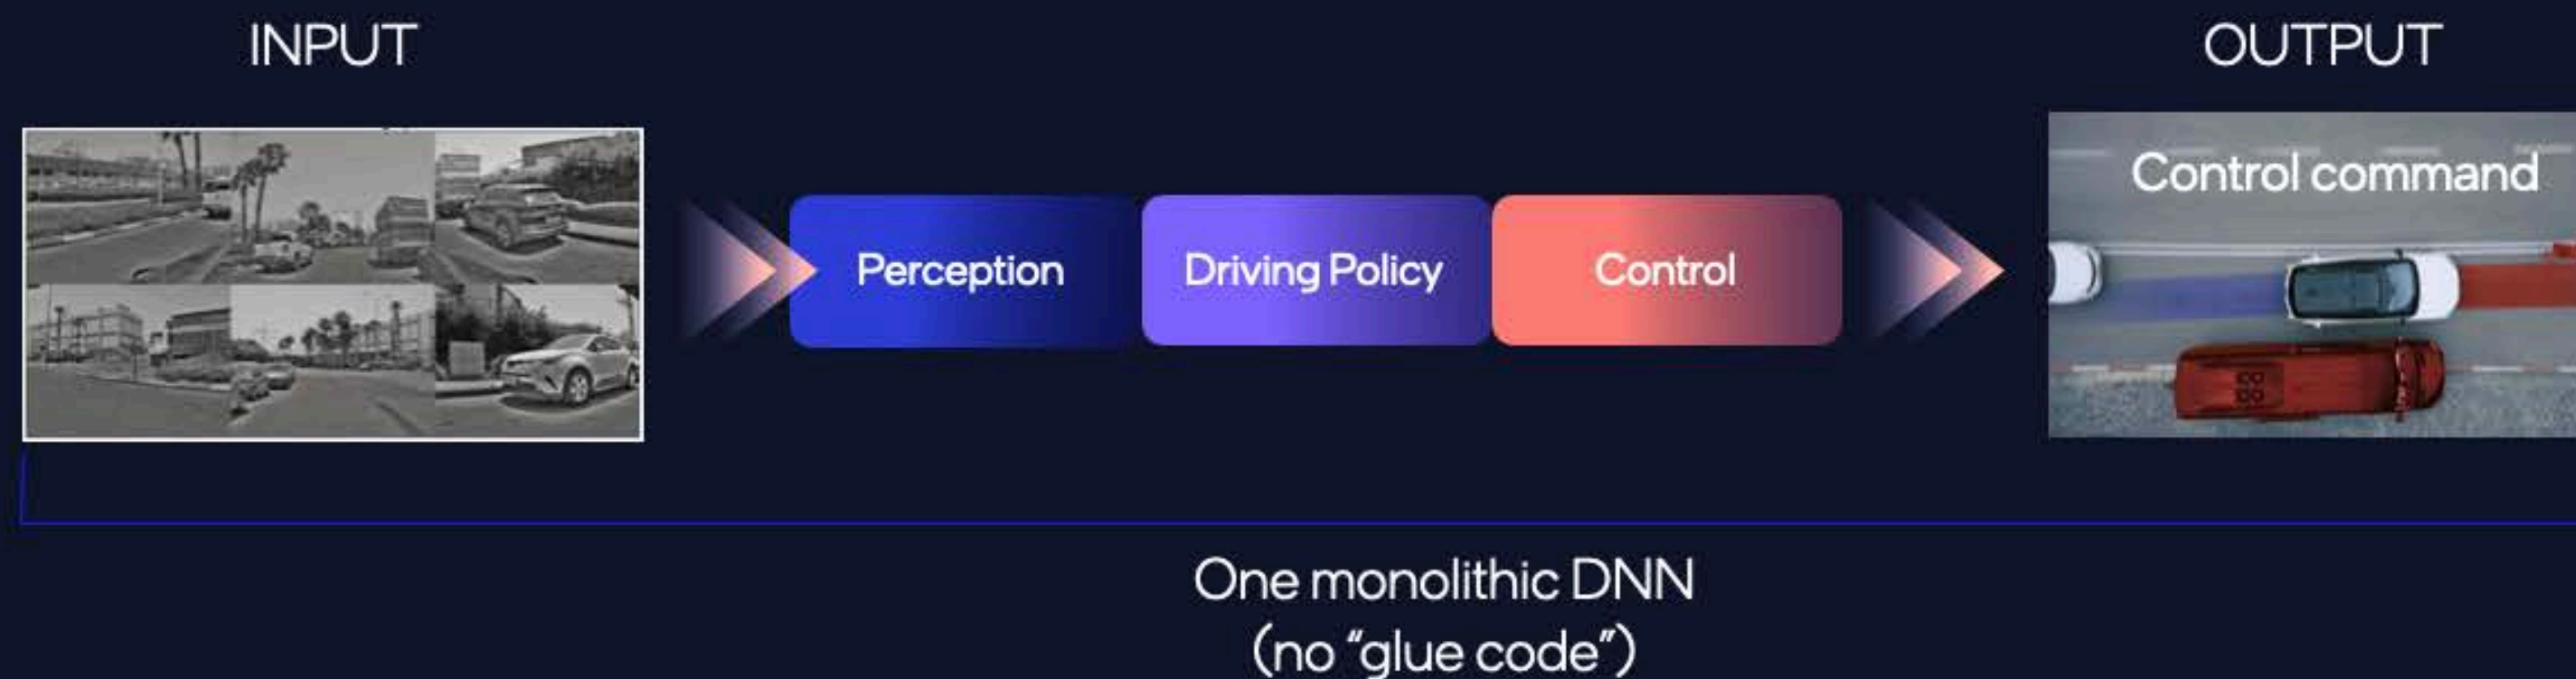 INPUT
OUTPUT
Control command
Perception
Driving Policy
Control
One monolithic DNN
(no “glue code”)